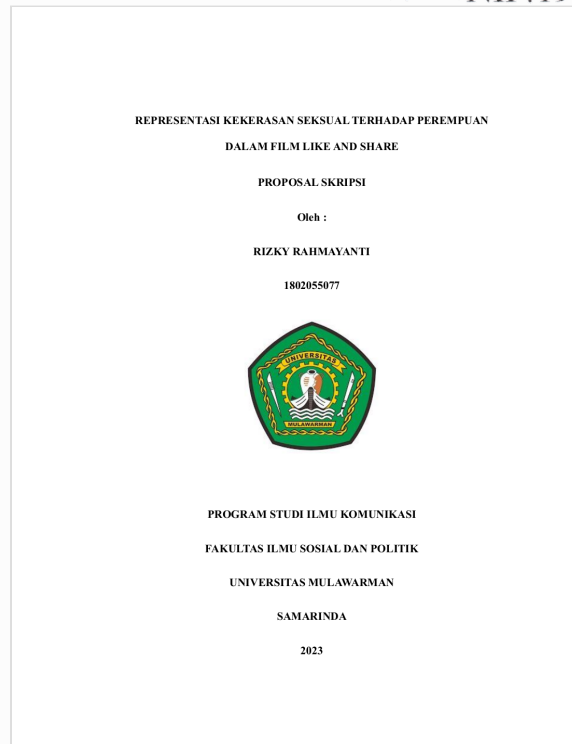 REPRESENTASI KEKERASAN SEKSUAL TERHADAP PEREMPUAN
DALAM FILM LIKE AND SHARE
PROPOSAL SKRIPSI
Oleh :
RIZKY RAHMAYANTI
1802055077
UNIVERSITAS
MULAWARMAN
PROGRAM STUDI ILMU KOMUNIKASI
FAKULTAS ILMU SOSIAL DAN POLITIK
UNIVERSITAS MULAWARMAN
SAMARINDA
2023